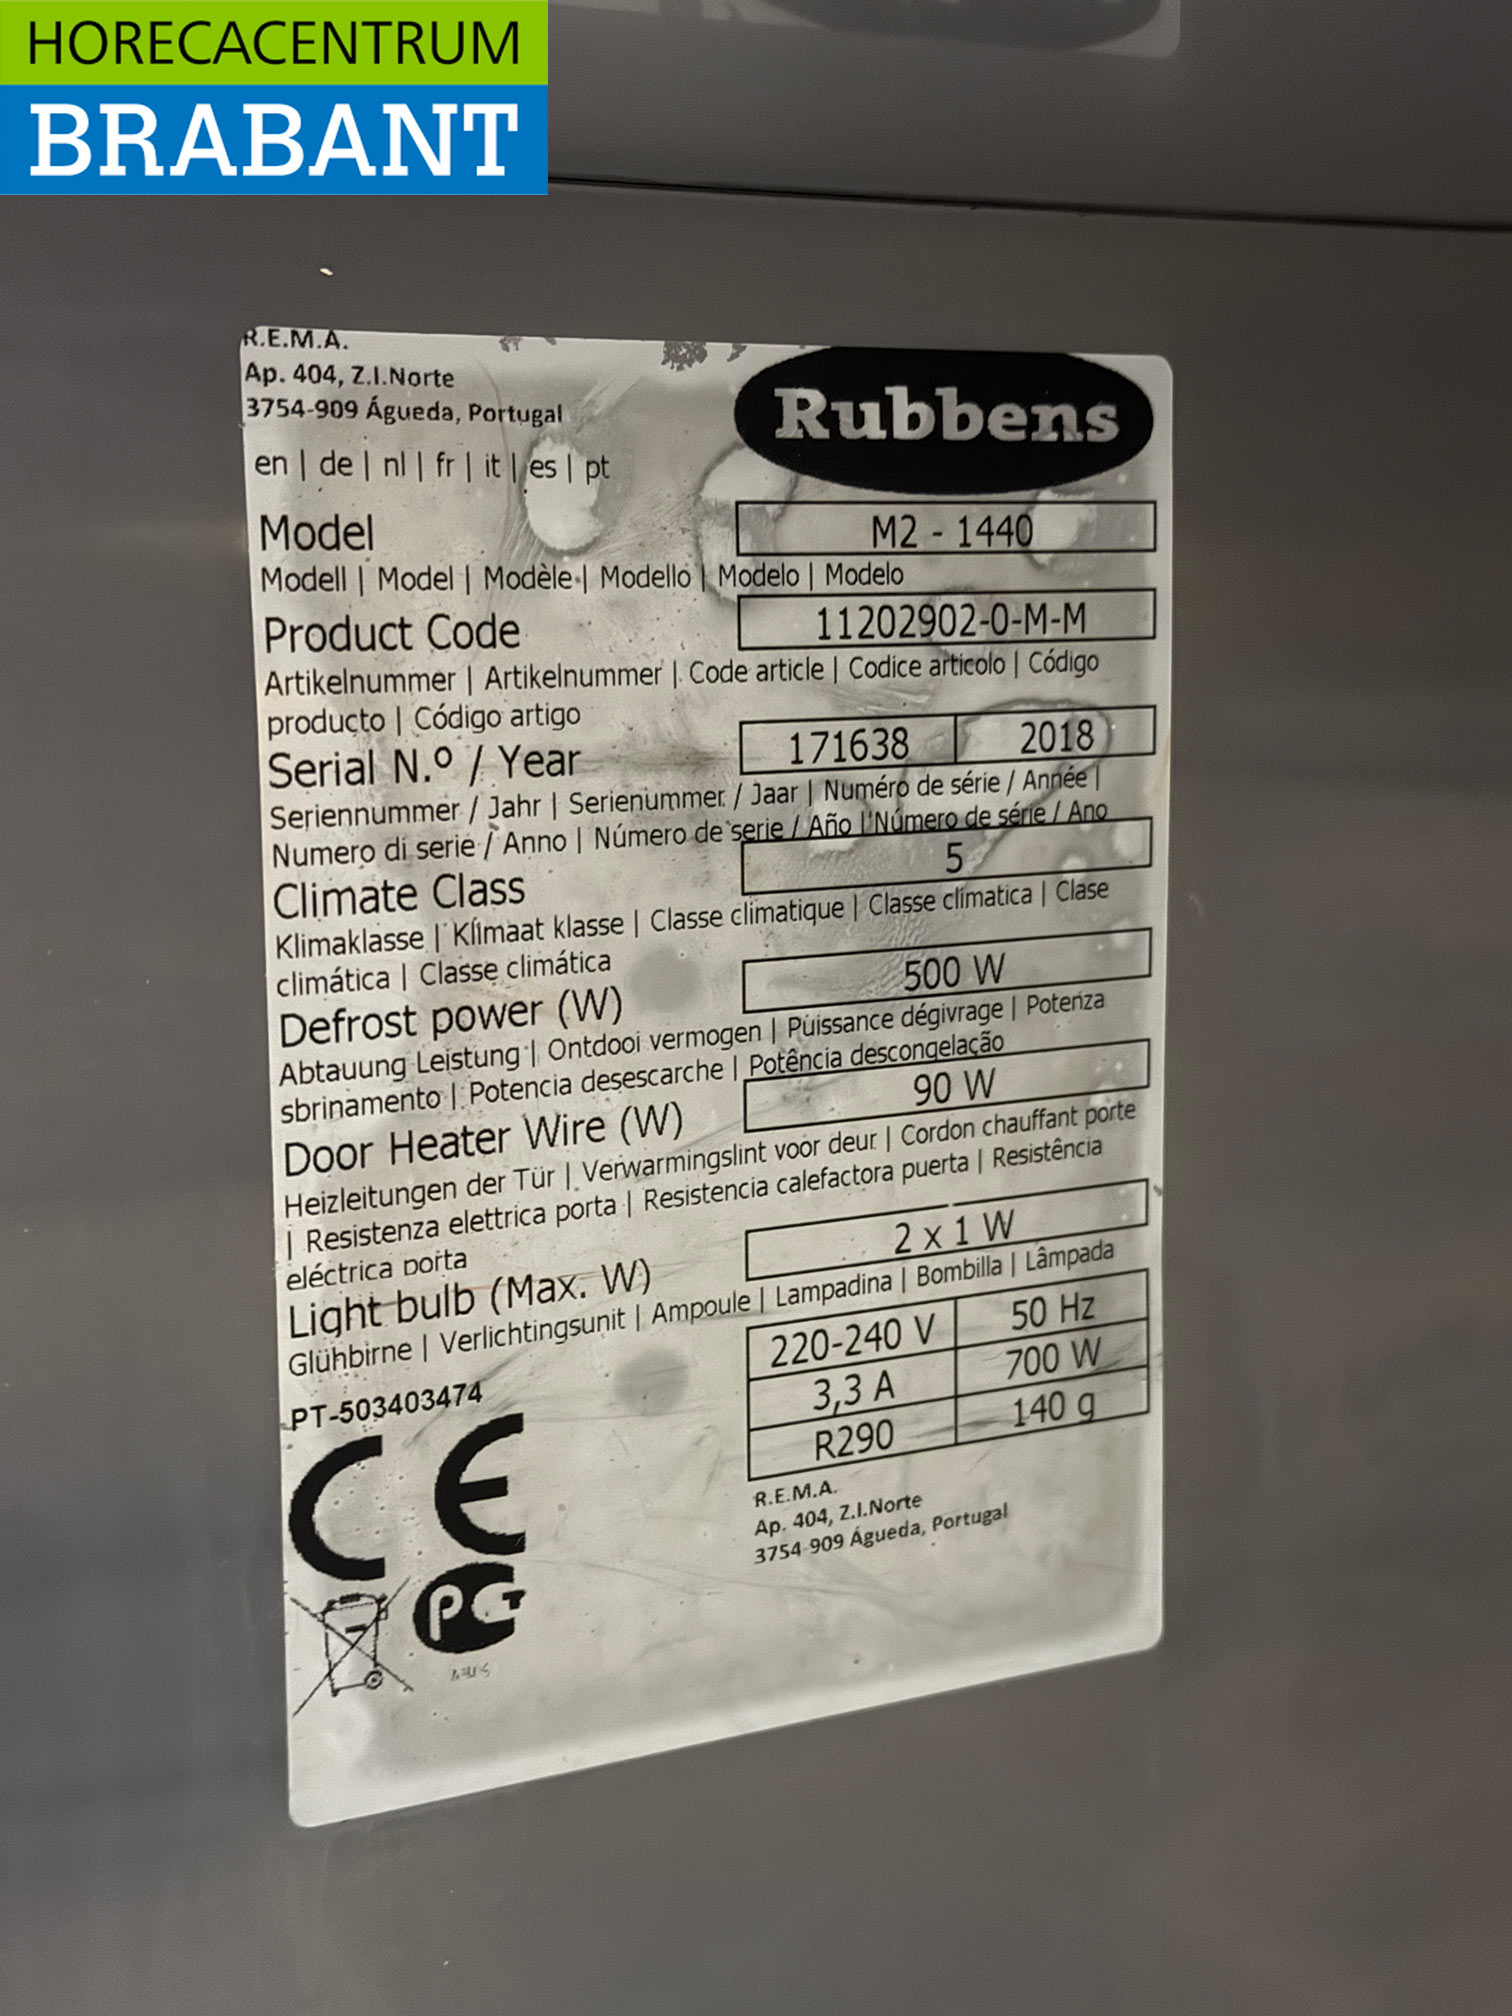 HORECACENTRUM
BRABANT
R.E.M.A.
Ap. 404, Z.I.Norte
3754-909 Águeda, Portugal
Rubbens
en | de | nl | fr | it | es | pt
Model
M2 - 1440
Modell | Model | Modèle | Modello | Modelo | Modelo
Product Code
11202902-0-M-M
Artikelnummer | Artikelnummer | Code article | Codice articolo | Código
producto | Código artigo
Serial N.º / Year
171638 2018
Seriennummer / Jahr | Serienummer / Jaar | Numéro de série / Année |
Numero di serie / Anno | Número de serie / Año | Número de série / Ano
Climate Class
5
Klimaklasse | Klimaat klasse | Classe climatique | Classe climatica | Clase
climática | Classe climática
Defrost power (W)
500 W
Abtauung Leistung | Ontdooi vermogen | Puissance dégivrage | Potenza
sbrinamento | Potencia desescarche | Potência descongelação
Door Heater Wire (W)
90 W
Heizleitungen der Tür | Verwarmingslint voor deur | Cordon chauffant porte
| Resistenza elettrica porta | Resistencia calefactora puerta | Resistência
eléctrica porta
Light bulb (Max. W)
2 x 1 W
Glühbirne | Verlichtingsunit | Ampoule | Lampadina | Bombilla | Lâmpada
220-240 V 50 Hz
3,3 A 700 W
R290 140 g
PT-503403474
CE
R.E.M.A.
Ap. 404, Z.I.Norte
3754-909 Águeda, Portugal